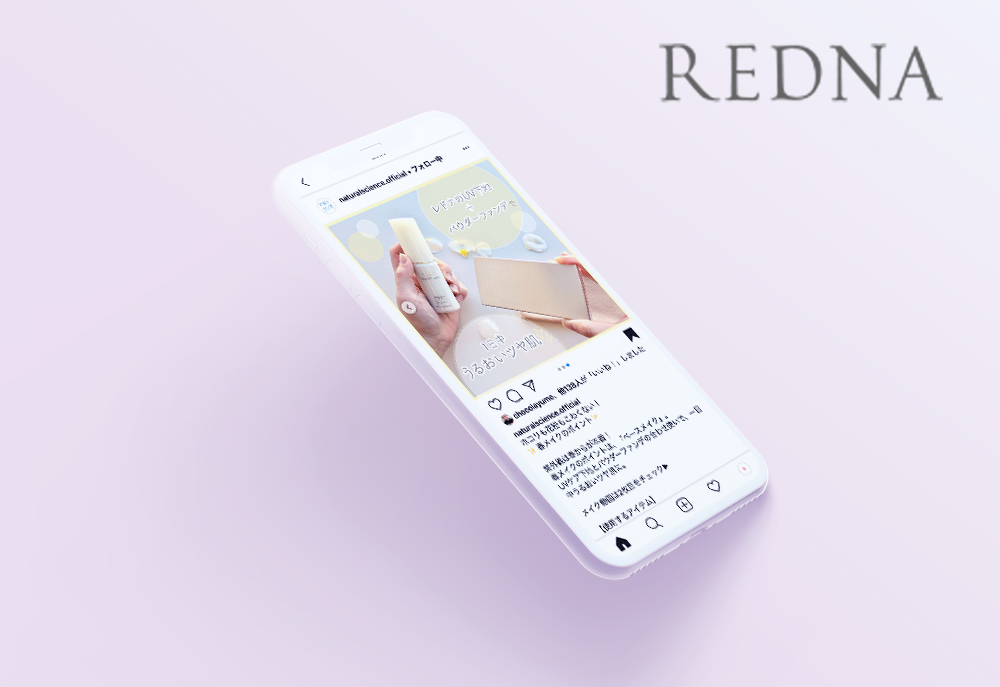 REDNA
naturalscience.official • フォロー中
レドナのUV下地
+
パウダーファンデで
1日中
うるおいツヤ肌
chocolayume、他138人が「いいね！」しました
naturalscience.official
ホコリも花粉もこわくない！
✨春メイクのポイント✨
紫外線は春からが本番！
春メイクのポイントは、『ベースメイク』。
UVケア下地とパウダーファンデの合わせ使いで、一日
中うるおいツヤ肌に。
メイク動画は2枚目をチェック▶
【使用するアイテム】